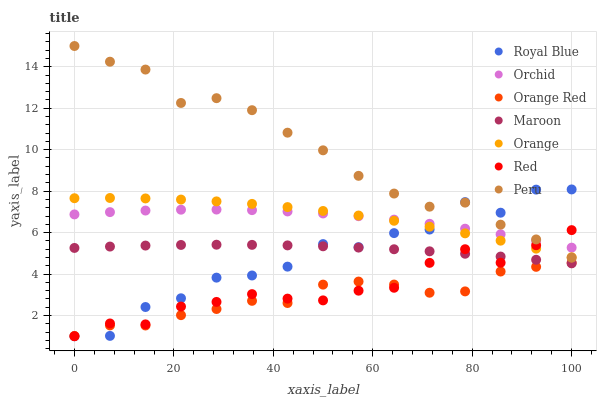 title
Royal Blue
Orchid
Orange Red
Maroon
Orange
Red
Peru
yaxis_label
14
12
10
8
6
4
2
0
20
40
60
80
100
xaxis_label